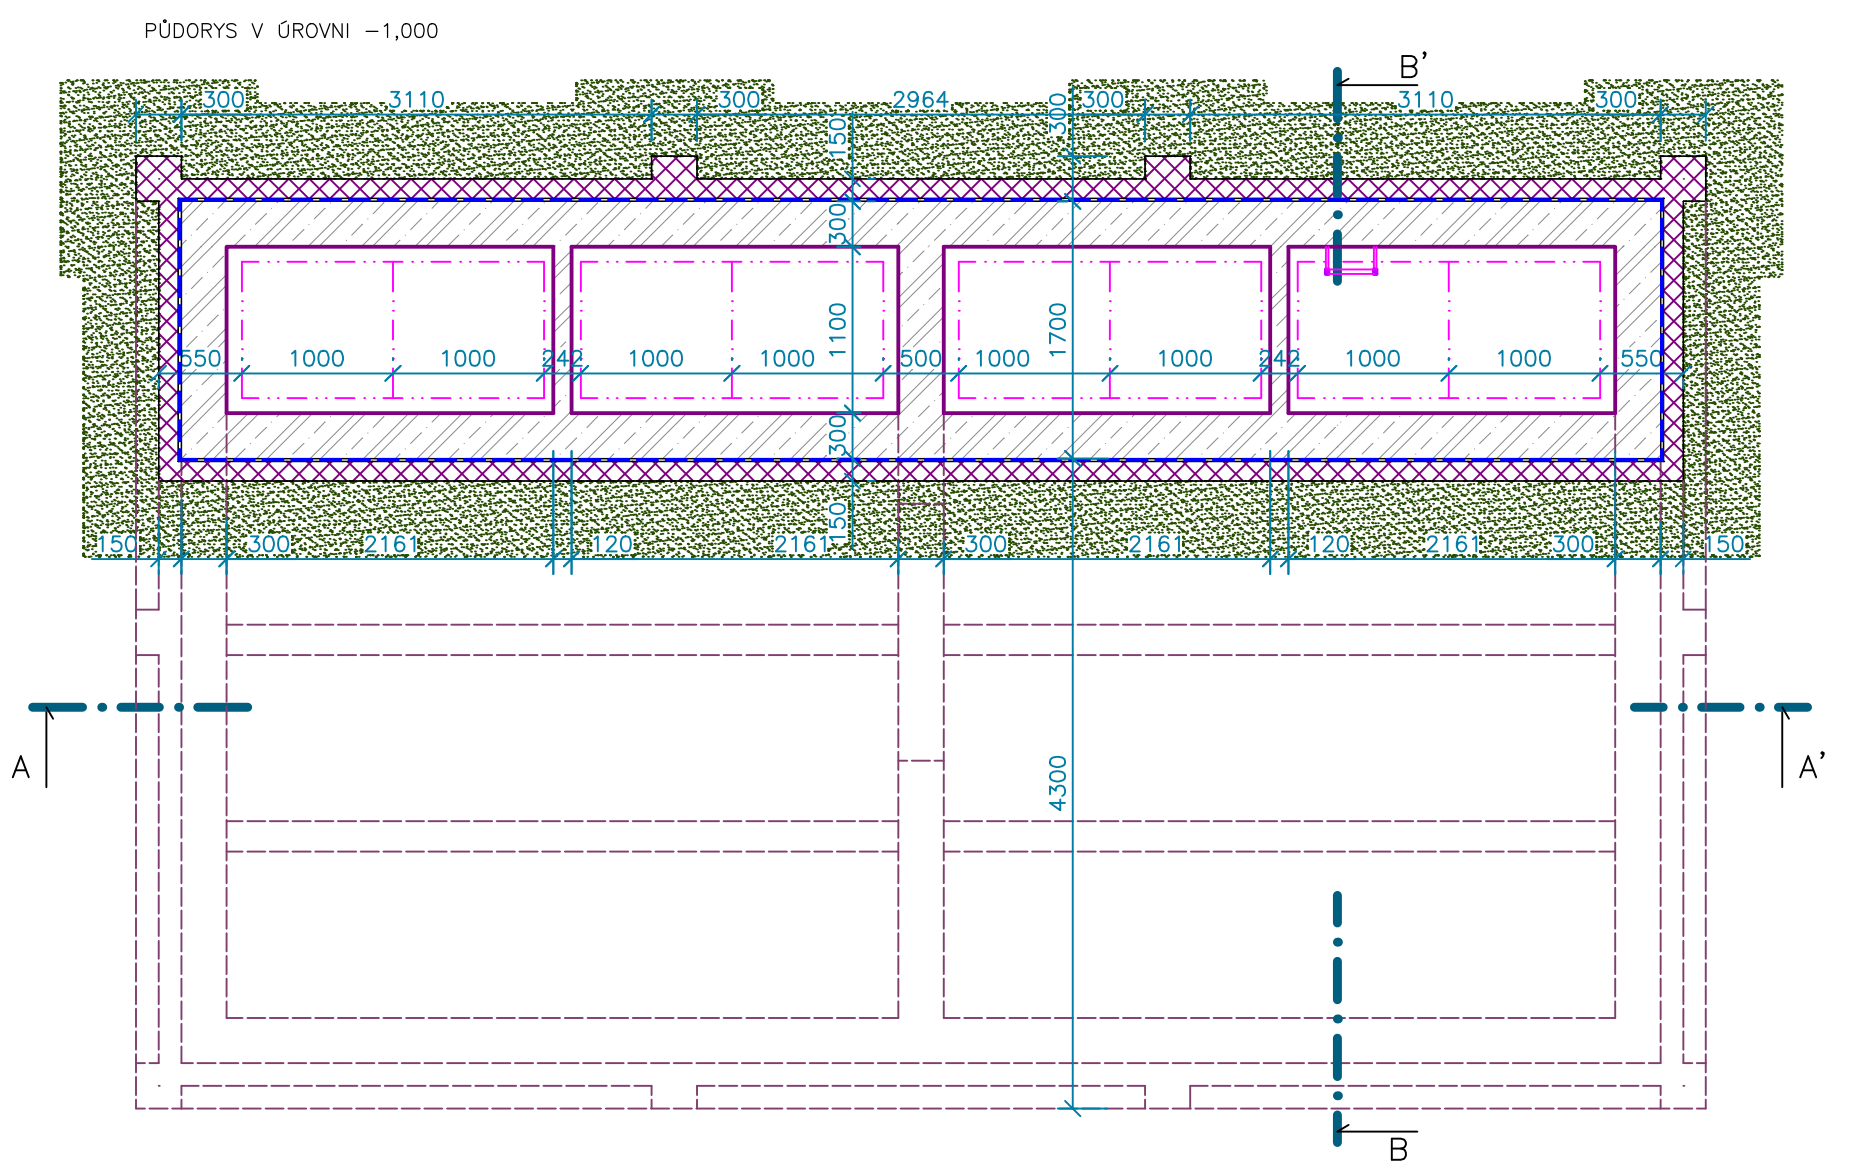 PŮDORYS V ÚROVNI –1,000
B'
300 3110 300 2964 300 3110 300
300
150
300
1100
1700
550 1000 1000 242 1000 1000 500 1000 1000 242 1000 1000 550
300
150
150 300 2161 120 2161 300 2161 120 2161 300 150
A
A'
4300
B